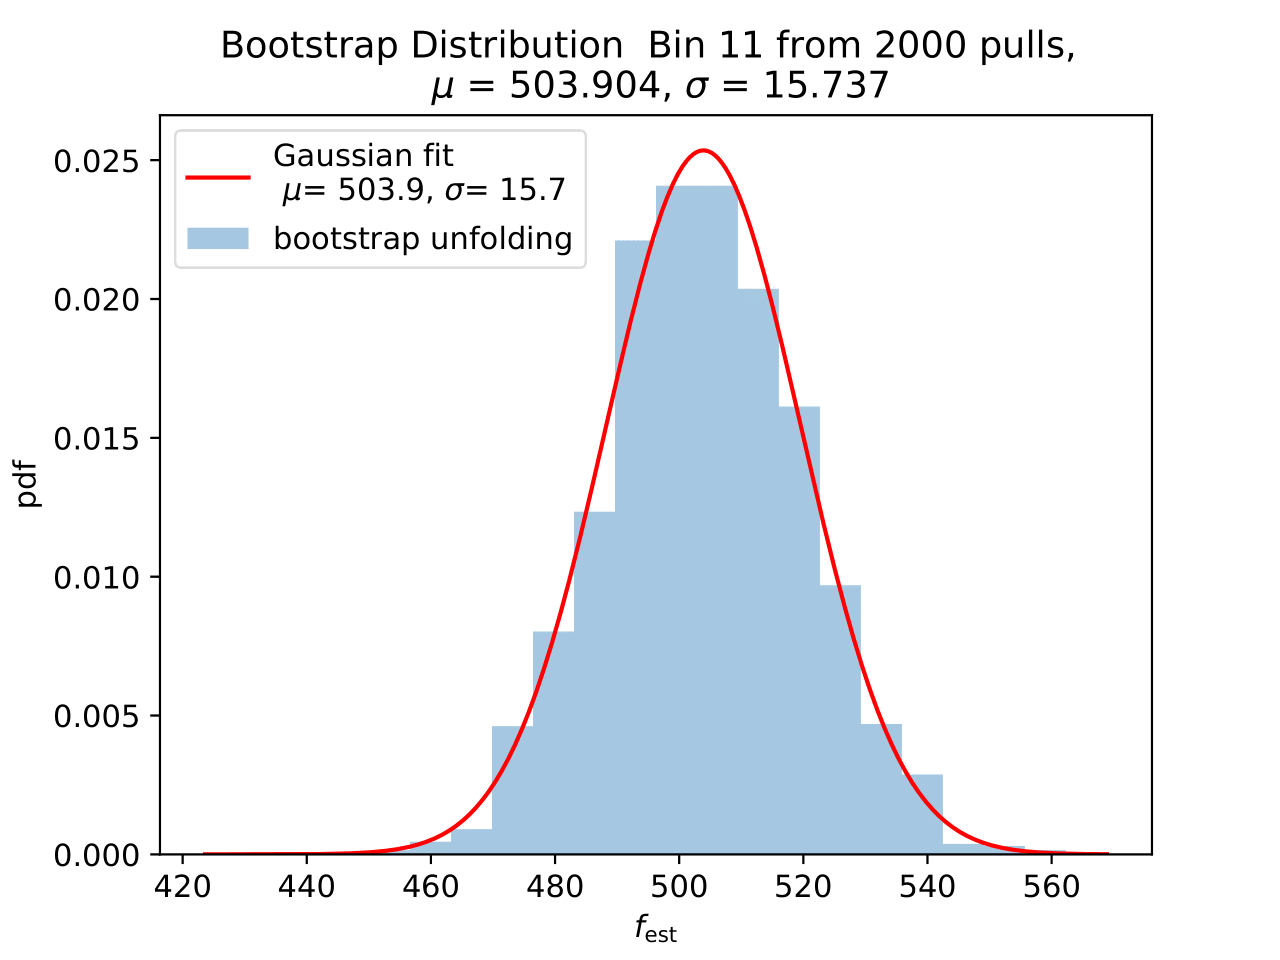 Bootstrap Distribution  Bin 11 from 2000 pulls,
μ = 503.904, σ = 15.737
Gaussian fit
μ= 503.9, σ= 15.7
bootstrap unfolding
0.025
0.020
0.015
0.010
0.005
0.000
pdf
420 440 460 480 500 520 540 560
f_est